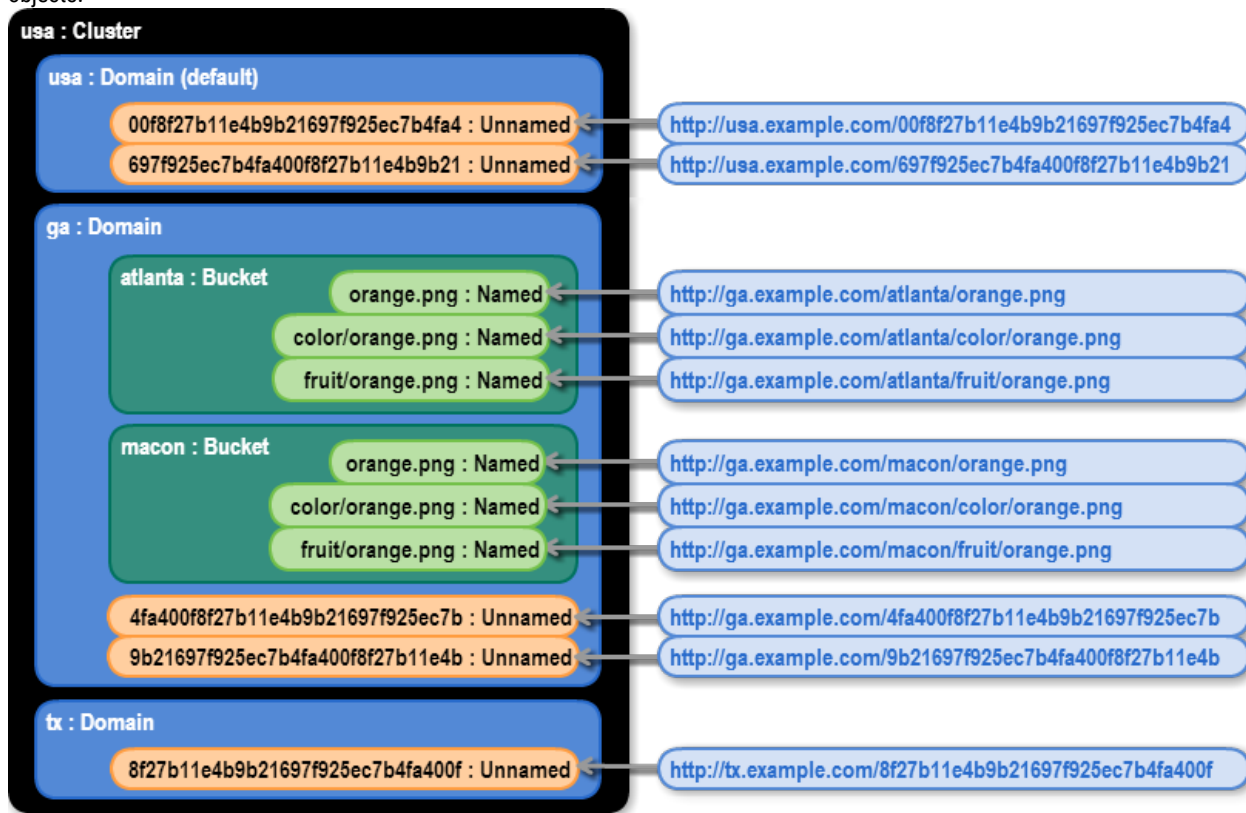 objects.
usa : Cluster
usa : Domain (default)
00f8f27b11e4b9b21697f925ec7b4fa4 : Unnamed http://usa.example.com/00f8f27b11e4b9b21697f925ec7b4fa4
697f925ec7b4fa400f8f27b11e4b9b21 : Unnamed http://usa.example.com/697f925ec7b4fa400f8f27b11e4b9b21
ga : Domain
atlanta : Bucket
orange.png : Named http://ga.example.com/atlanta/orange.png
color/orange.png : Named http://ga.example.com/atlanta/color/orange.png
fruit/orange.png : Named http://ga.example.com/atlanta/fruit/orange.png
macon : Bucket
orange.png : Named http://ga.example.com/macon/orange.png
color/orange.png : Named http://ga.example.com/macon/color/orange.png
fruit/orange.png : Named http://ga.example.com/macon/fruit/orange.png
4fa400f8f27b11e4b9b21697f925ec7b : Unnamed http://ga.example.com/4fa400f8f27b11e4b9b21697f925ec7b
9b21697f925ec7b4fa400f8f27b11e4b : Unnamed http://ga.example.com/9b21697f925ec7b4fa400f8f27b11e4b
tx : Domain
8f27b11e4b9b21697f925ec7b4fa400f : Unnamed http://tx.example.com/8f27b11e4b9b21697f925ec7b4fa400f